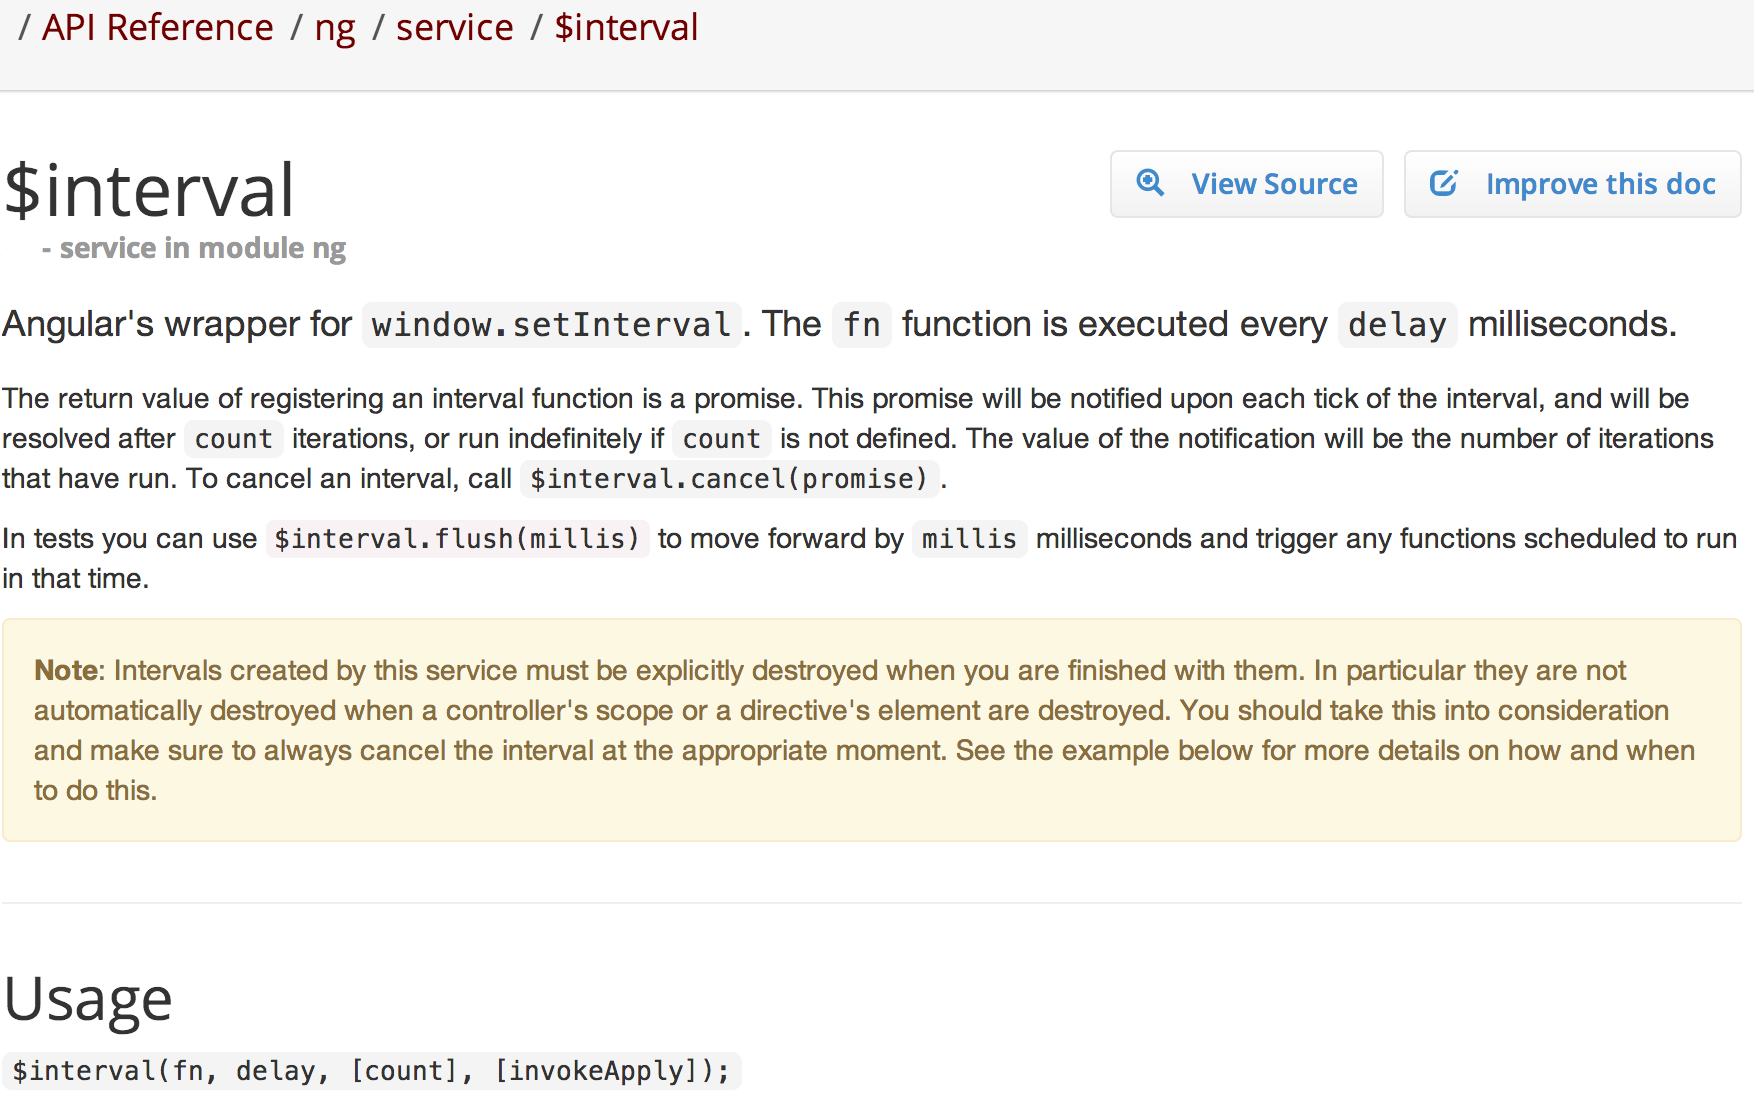 / API Reference / ng / service / $interval
$interval
View Source
Improve this doc
- service in module ng
Angular's wrapper for window.setInterval. The fn function is executed every delay milliseconds.
The return value of registering an interval function is a promise. This promise will be notified upon each tick of the interval, and will be
resolved after count iterations, or run indefinitely if count is not defined. The value of the notification will be the number of iterations
that have run. To cancel an interval, call $interval.cancel(promise).
In tests you can use $interval.flush(millis) to move forward by millis milliseconds and trigger any functions scheduled to run
in that time.
Note: Intervals created by this service must be explicitly destroyed when you are finished with them. In particular they are not
automatically destroyed when a controller's scope or a directive's element are destroyed. You should take this into consideration
and make sure to always cancel the interval at the appropriate moment. See the example below for more details on how and when
to do this.
Usage
$interval(fn, delay, [count], [invokeApply]);